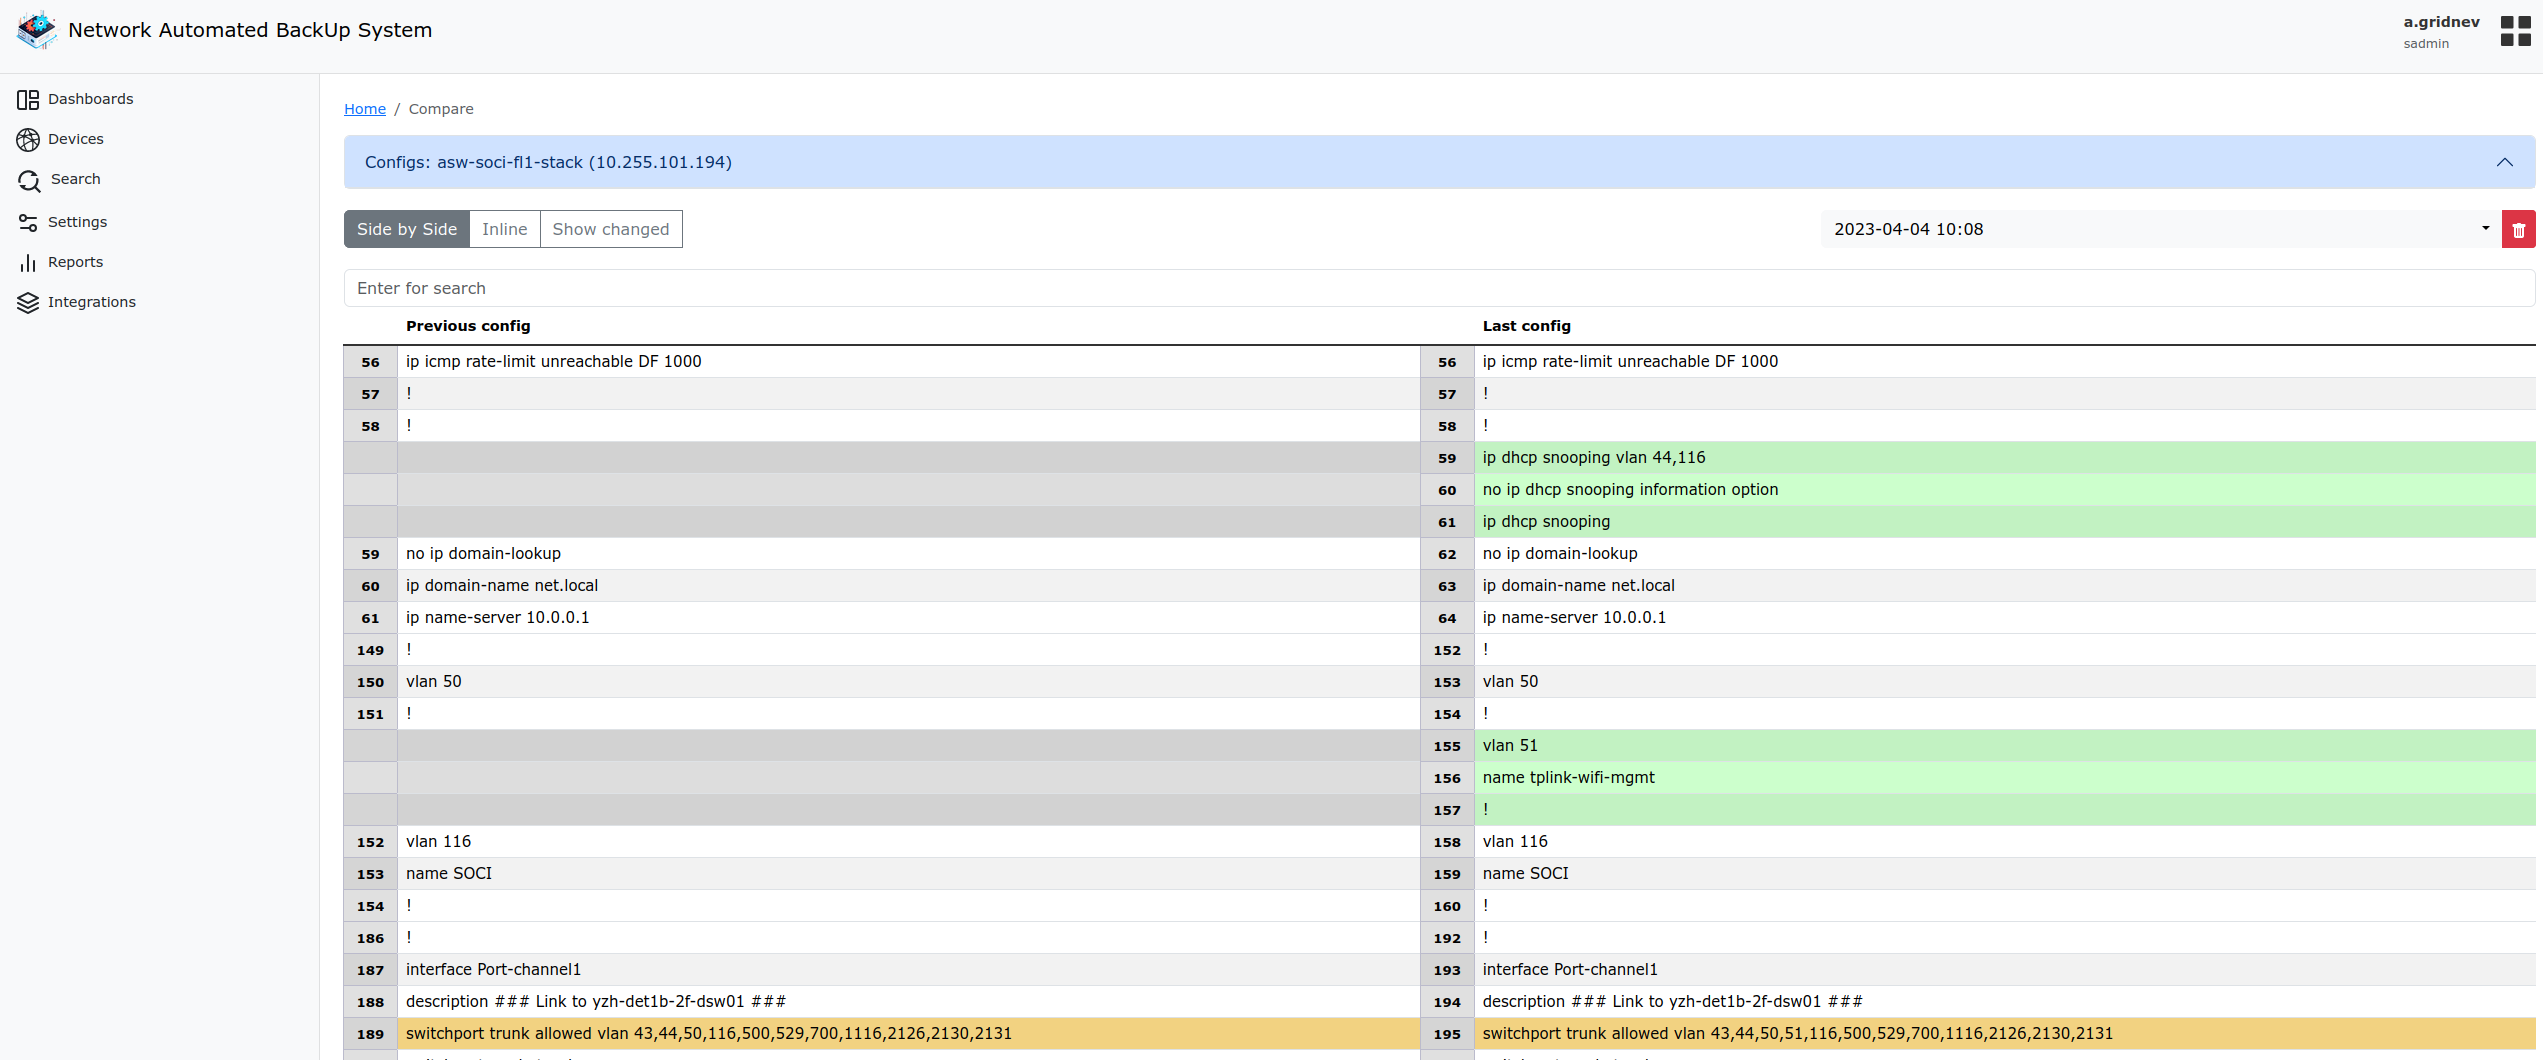 Network Automated BackUp System
a.gridnev
sadmin
Dashboards
Devices
Search
Settings
Reports
Integrations
Home / Compare
Configs: asw-soci-fl1-stack (10.255.101.194)
Side by Side Inline Show changed
2023-04-04 10:08
Enter for search
Previous config Last config
56 ip icmp rate-limit unreachable DF 1000 56 ip icmp rate-limit unreachable DF 1000
57 ! 57 !
58 ! 58 !
59 ip dhcp snooping vlan 44,116
60 no ip dhcp snooping information option
61 ip dhcp snooping
59 no ip domain-lookup 62 no ip domain-lookup
60 ip domain-name net.local 63 ip domain-name net.local
61 ip name-server 10.0.0.1 64 ip name-server 10.0.0.1
149 ! 152 !
150 vlan 50 153 vlan 50
151 ! 154 !
155 vlan 51
156 name tplink-wifi-mgmt
157 !
152 vlan 116 158 vlan 116
153 name SOCI 159 name SOCI
154 ! 160 !
186 ! 192 !
187 interface Port-channel1 193 interface Port-channel1
188 description ### Link to yzh-det1b-2f-dsw01 ### 194 description ### Link to yzh-det1b-2f-dsw01 ###
189 switchport trunk allowed vlan 43,44,50,116,500,529,700,1116,2126,2130,2131 195 switchport trunk allowed vlan 43,44,50,51,116,500,529,700,1116,2126,2130,2131